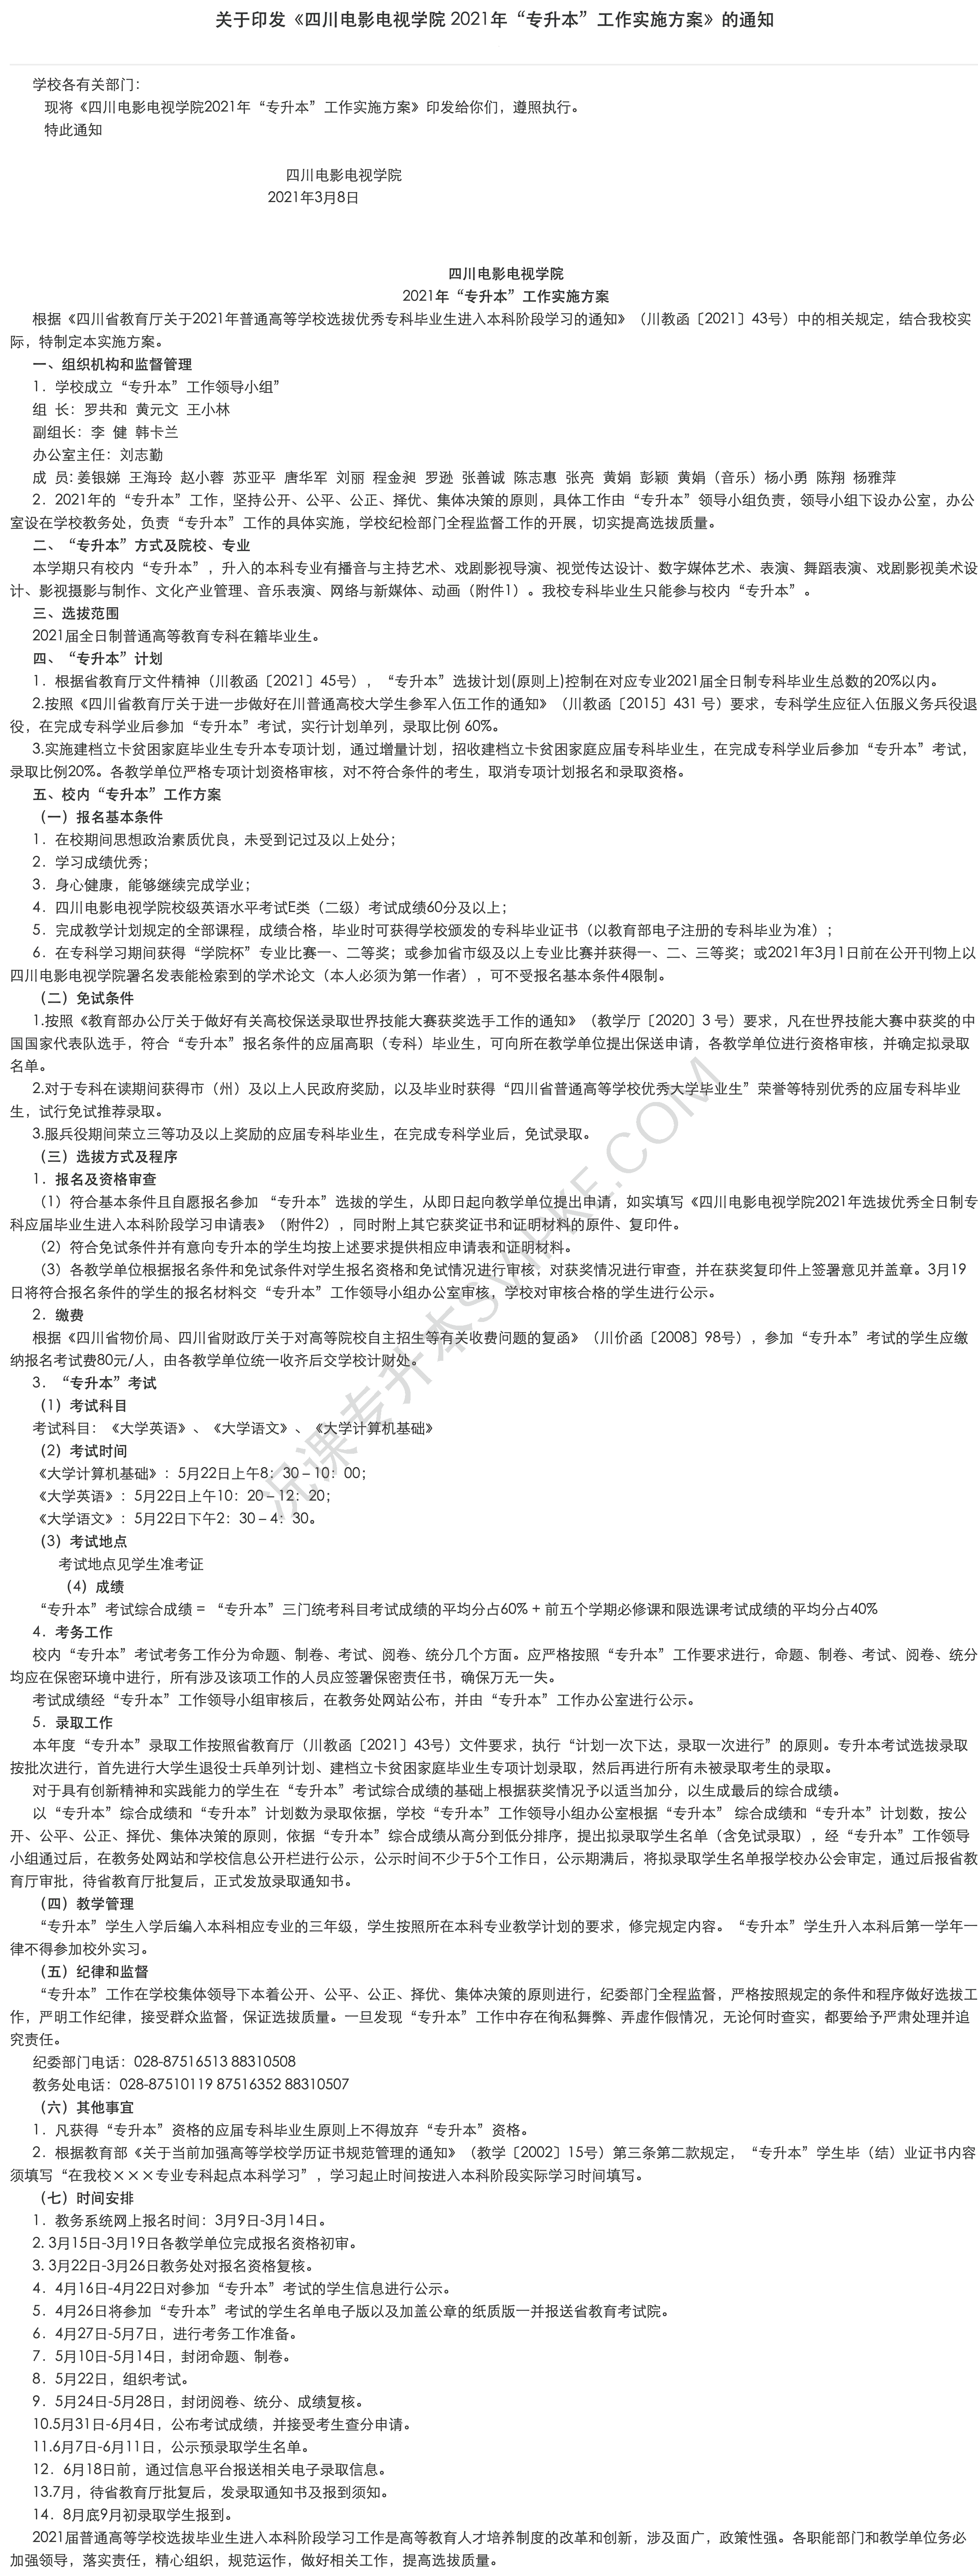 关于印发《四川电影电视学院 2021年“专升本”工作实施方案》的通知
学校各有关部门：
现将《四川电影电视学院2021年“专升本”工作实施方案》印发给你们，遵照执行。
特此通知
四川电影电视学院
2021年3月8日
四川电影电视学院
2021年“专升本”工作实施方案
根据《四川省教育厅关于2021年普通高等学校选拔优秀专科毕业生进入本科阶段学习的通知》（川教函〔2021〕43号）中的相关规定，结合我校实
际，特制定本实施方案。
一、组织机构和监督管理
1．学校成立“专升本”工作领导小组”
组 长：罗共和 黄元文 王小林
副组长：李 健 韩卡兰
办公室主任：刘志勤
成 员：姜银娣 王海玲 赵小蓉 苏亚平 唐华军 刘丽 程金昶 罗逊 张善诚 陈志惠 张亮 黄娟 彭颖 黄娟（音乐）杨小勇 陈翔 杨雅萍
2．2021年的“专升本”工作，坚持公开、公平、公正、择优、集体决策的原则，具体工作由“专升本”领导小组负责，领导小组下设办公室，办公
室设在学校教务处，负责“专升本”工作的具体实施，学校纪检部门全程监督工作的开展，切实提高选拔质量。
二、“专升本”方式及院校、专业
本学期只有校内“专升本”，升入的本科专业有播音与主持艺术、戏剧影视导演、视觉传达设计、数字媒体艺术、表演、舞蹈表演、戏剧影视美术设
计、影视摄影与制作、文化产业管理、音乐表演、网络与新媒体、动画（附件1）。我校专科毕业生只能参与校内“专升本”。
三、选拔范围
2021届全日制普通高等教育专科在籍毕业生。
四、“专升本”计划
1．根据省教育厅文件精神（川教函〔2021〕45号），“专升本”选拔计划(原则上)控制在对应专业2021届全日制专科毕业生总数的20%以内。
2.按照《四川省教育厅关于进一步做好在川普通高校大学生参军入伍工作的通知》（川教函〔2015〕431 号）要求，专科学生应征入伍服义务兵役退
役，在完成专科学业后参加“专升本”考试，实行计划单列，录取比例 60%。
3.实施建档立卡贫困家庭毕业生专升本专项计划，通过增量计划，招收建档立卡贫困家庭应届专科毕业生，在完成专科学业后参加“专升本”考试，
录取比例20%。各教学单位严格专项计划资格审核，对不符合条件的考生，取消专项计划报名和录取资格。
五、校内“专升本”工作方案
（一）报名基本条件
1．在校期间思想政治素质优良，未受到记过及以上处分；
2．学习成绩优秀；
3．身心健康，能够继续完成学业；
4．四川电影电视学院校级英语水平考试E类（二级）考试成绩60分及以上；
5．完成教学计划规定的全部课程，成绩合格，毕业时可获得学校颁发的专科毕业证书（以教育部电子注册的专科毕业为准）；
6．在专科学习期间获得“学院杯”专业比赛一、二等奖；或参加省市级及以上专业比赛并获得一、二、三等奖；或2021年3月1日前在公开刊物上以
四川电影电视学院署名发表能检索到的学术论文（本人必须为第一作者），可不受报名基本条件4限制。
（二）免试条件
1.按照《教育部办公厅关于做好有关高校保送录取世界技能大赛获奖选手工作的通知》（教学厅〔2020〕3 号）要求，凡在世界技能大赛中获奖的中
国国家代表队选手，符合“专升本”报名条件的应届高职（专科）毕业生，可向所在教学单位提出保送申请，各教学单位进行资格审核，并确定拟录取
名单。
2.对于专科在读期间获得市（州）及以上人民政府奖励，以及毕业时获得“四川省普通高等学校优秀大学毕业生”荣誉等特别优秀的应届专科毕业
生，试行免试推荐录取。
3.服兵役期间荣立三等功及以上奖励的应届专科毕业生，在完成专科学业后，免试录取。
（三）选拔方式及程序
1．报名及资格审查
（1）符合基本条件且自愿报名参加 “专升本”选拔的学生，从即日起向教学单位提出申请，如实填写《四川电影电视学院2021年选拔优秀全日制专
科应届毕业生进入本科阶段学习申请表》（附件2），同时附上其它获奖证书和证明材料的原件、复印件。
（2）符合免试条件并有意向专升本的学生均按上述要求提供相应申请表和证明材料。
（3）各教学单位根据报名条件和免试条件对学生报名资格和免试情况进行审核，对获奖情况进行审查，并在获奖复印件上签署意见并盖章。3月19
日将符合报名条件的学生的报名材料交“专升本”工作领导小组办公室审核，学校对审核合格的学生进行公示。
2．缴费
根据《四川省物价局、四川省财政厅关于对高等院校自主招生等有关收费问题的复函》（川价函〔2008〕98号），参加“专升本”考试的学生应缴
纳报名考试费80元/人，由各教学单位统一收齐后交学校计财处。
3．“专升本”考试
（1）考试科目
考试科目：《大学英语》、《大学语文》、《大学计算机基础》
（2）考试时间
《大学计算机基础》：5月22日上午8：30－10：00；
《大学英语》：5月22日上午10：20－12：20；
《大学语文》：5月22日下午2：30－4：30。
（3）考试地点
考试地点见学生准考证
（4）成绩
“专升本”考试综合成绩 = “专升本”三门统考科目考试成绩的平均分占60% + 前五个学期必修课和限选课考试成绩的平均分占40%
4．考务工作
校内“专升本”考试考务工作分为命题、制卷、考试、阅卷、统分几个方面。应严格按照“专升本”工作要求进行，命题、制卷、考试、阅卷、统分
均应在保密环境中进行，所有涉及该项工作的人员应签署保密责任书，确保万无一失。
考试成绩经“专升本”工作领导小组审核后，在教务处网站公布，并由“专升本”工作办公室进行公示。
5．录取工作
本年度“专升本”录取工作按照省教育厅（川教函〔2021〕43号）文件要求，执行“计划一次下达，录取一次进行”的原则。专升本考试选拔录取
按批次进行，首先进行大学生退役士兵单列计划、建档立卡贫困家庭毕业生专项计划录取，然后再进行所有未被录取考生的录取。
对于具有创新精神和实践能力的学生在“专升本”考试综合成绩的基础上根据获奖情况予以适当加分，以生成最后的综合成绩。
以“专升本”综合成绩和“专升本”计划数为录取依据，学校“专升本”工作领导小组办公室根据“专升本” 综合成绩和“专升本”计划数，按公
开、公平、公正、择优、集体决策的原则，依据“专升本”综合成绩从高分到低分排序，提出拟录取学生名单（含免试录取），经“专升本”工作领导
小组通过后，在教务处网站和学校信息公开栏进行公示，公示时间不少于5个工作日，公示期满后，将拟录取学生名单报学校办公会审定，通过后报省教
育厅审批，待省教育厅批复后，正式发放录取通知书。
（四）教学管理
“专升本”学生入学后编入本科相应专业的三年级，学生按照所在本科专业教学计划的要求，修完规定内容。“专升本”学生升入本科后第一学年一
律不得参加校外实习。
（五）纪律和监督
“专升本”工作在学校集体领导下本着公开、公平、公正、择优、集体决策的原则进行，纪委部门全程监督，严格按照规定的条件和程序做好选拔工
作，严明工作纪律，接受群众监督，保证选拔质量。一旦发现“专升本”工作中存在徇私舞弊、弄虚作假情况，无论何时查实，都要给予严肃处理并追
究责任。
纪委部门电话：028-87516513 88310508
教务处电话：028-87510119 87516352 88310507
（六）其他事宜
1．凡获得“专升本”资格的应届专科毕业生原则上不得放弃“专升本”资格。
2．根据教育部《关于当前加强高等学校学历证书规范管理的通知》（教学〔2002〕15号）第三条第二款规定，“专升本”学生毕（结）业证书内容
须填写“在我校×××专业专科起点本科学习”，学习起止时间按进入本科阶段实际学习时间填写。
（七）时间安排
1．教务系统网上报名时间：3月9日-3月14日。
2. 3月15日-3月19日各教学单位完成报名资格初审。
3. 3月22日-3月26日教务处对报名资格复核。
4．4月16日-4月22日对参加“专升本”考试的学生信息进行公示。
5．4月26日将参加“专升本”考试的学生名单电子版以及加盖公章的纸质版一并报送省教育考试院。
6．4月27日-5月7日，进行考务工作准备。
7．5月10日-5月14日，封闭命题、制卷。
8．5月22日，组织考试。
9．5月24日-5月28日，封闭阅卷、统分、成绩复核。
10.5月31日-6月4日，公布考试成绩，并接受考生查分申请。
11.6月7日-6月11日，公示预录取学生名单。
12．6月18日前，通过信息平台报送相关电子录取信息。
13.7月，待省教育厅批复后，发录取通知书及报到须知。
14．8月底9月初录取学生报到。
2021届普通高等学校选拔毕业生进入本科阶段学习工作是高等教育人才培养制度的改革和创新，涉及面广，政策性强。各职能部门和教学单位务必
加强领导，落实责任，精心组织，规范运作，做好相关工作，提高选拔质量。
况课专升本SVIPKE.COM